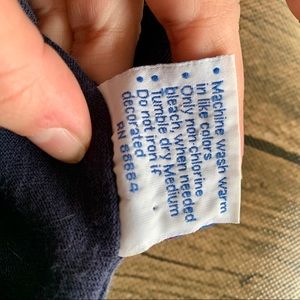 • Machine wash warm
in like colors
• Only non-chlorine
bleach, when needed
• Tumble dry Medium
• Do not iron if
decorated
RN 86684